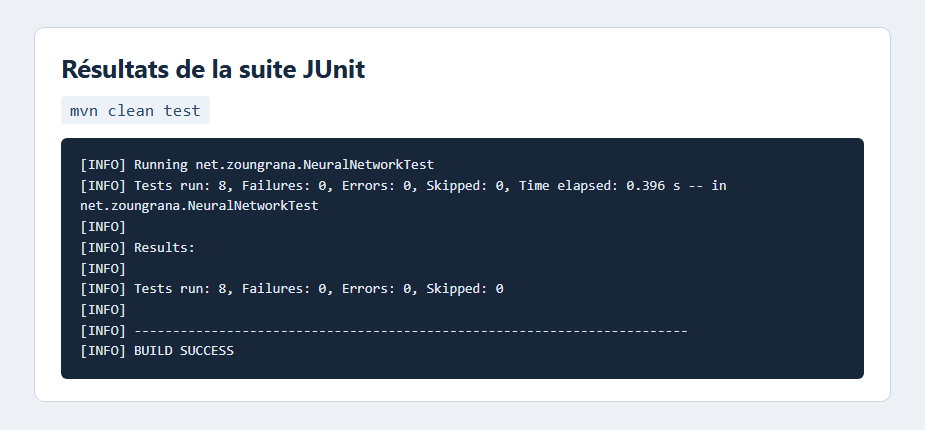 Résultats de la suite JUnit
mvn clean test
[INFO] Running net.zoungrana.NeuralNetworkTest
[INFO] Tests run: 8, Failures: 0, Errors: 0, Skipped: 0, Time elapsed: 0.396 s -- in
net.zoungrana.NeuralNetworkTest
[INFO]
[INFO] Results:
[INFO]
[INFO] Tests run: 8, Failures: 0, Errors: 0, Skipped: 0
[INFO]
[INFO] ------------------------------------------------------------------------
[INFO] BUILD SUCCESS